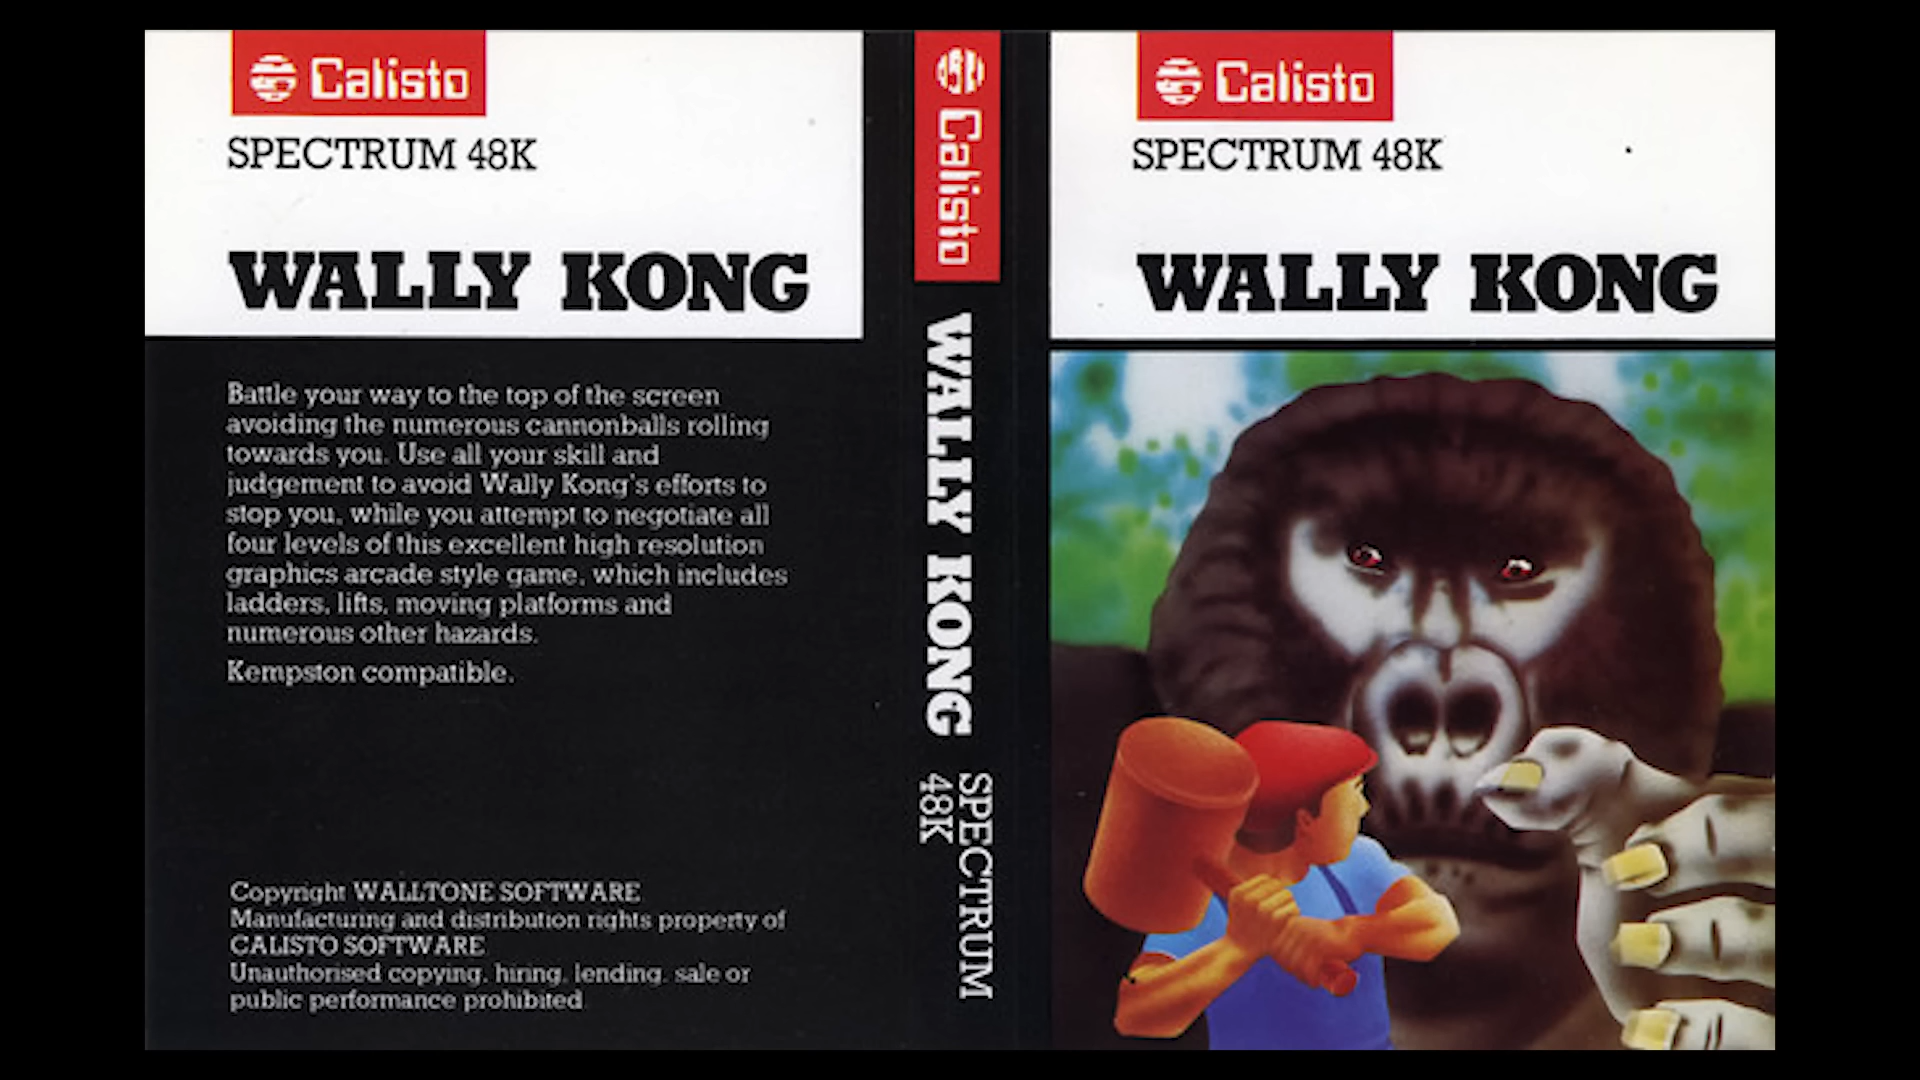 Calisto
SPECTRUM 48K
WALLY KONG
Battle your way to the top of the screen
avoiding the numerous cannonballs rolling
towards you. Use all your skill and
judgement to avoid Wally Kong's efforts to
stop you, while you attempt to negotiate all
four levels of this excellent high resolution
graphics arcade style game, which includes
ladders, lifts, moving platforms and
numerous other hazards.
Kempston compatible.
Copyright WALLTONE SOFTWARE
Manufacturing and distribution rights property of
CALISTO SOFTWARE
Unauthorised copying, hiring, lending, sale or
public performance prohibited
Calisto
WALLY KONG
SPECTRUM
48K
Calisto
SPECTRUM 48K
WALLY KONG